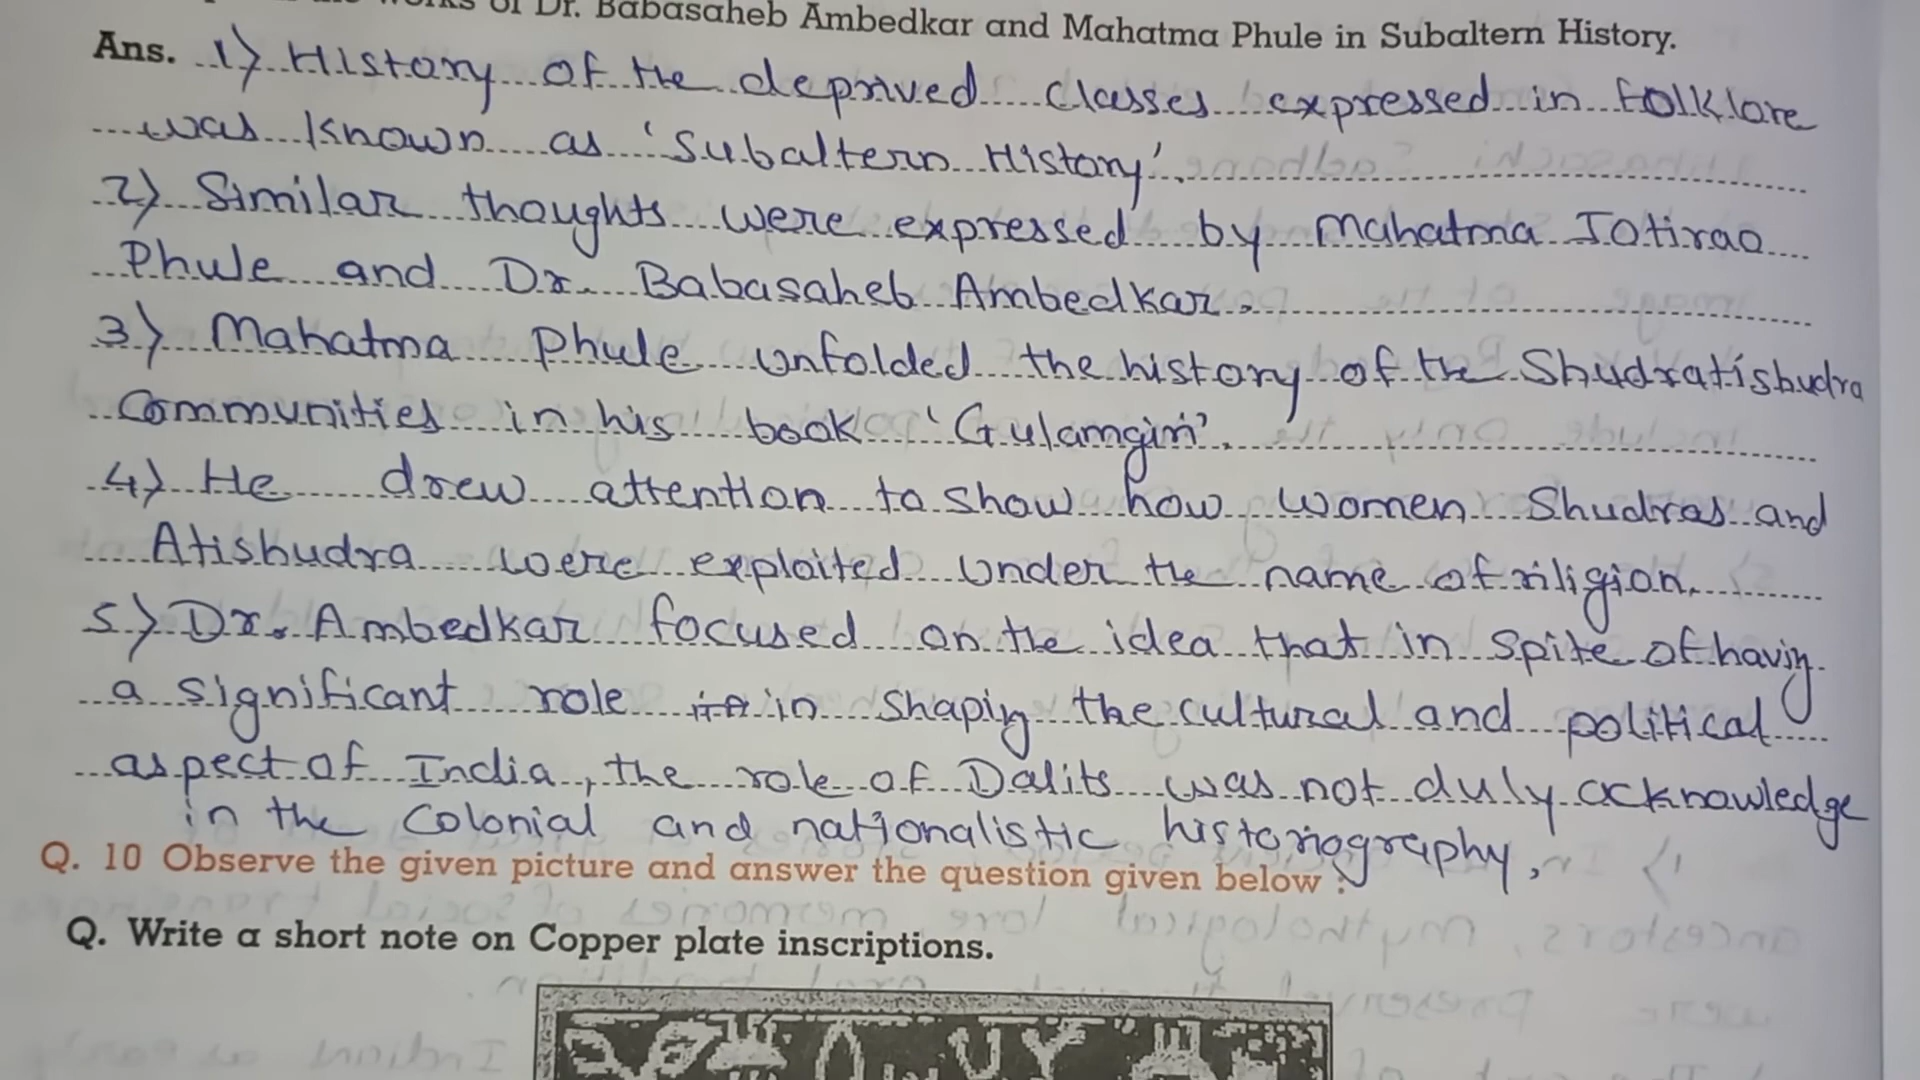 works of Dr. Babasaheb Ambedkar and Mahatma Phule in Subaltern History.
Ans. 1) History of the deprived classes expressed in folklore
was known as 'Subaltern History'.
2) Similar thoughts were expressed by Mahatma Jotirao
Phule and Dr. Babasaheb Ambedkar.
3) Mahatma Phule unfolded the history of the Shudratishudra
Communities in his book 'Gulamgiri'.
4) He drew attention to show how women Shudras and
Atishudra were exploited under the name of riligion.
5) Dr. Ambedkar focused on the idea that in spite of having
a significant role in shaping the cultural and political
aspect of India, the role of Dalits was not duly acknowledge
in the Colonial and nationalistic historiography,
Q. 10 Observe the given picture and answer the question given below :
Q. Write a short note on Copper plate inscriptions.